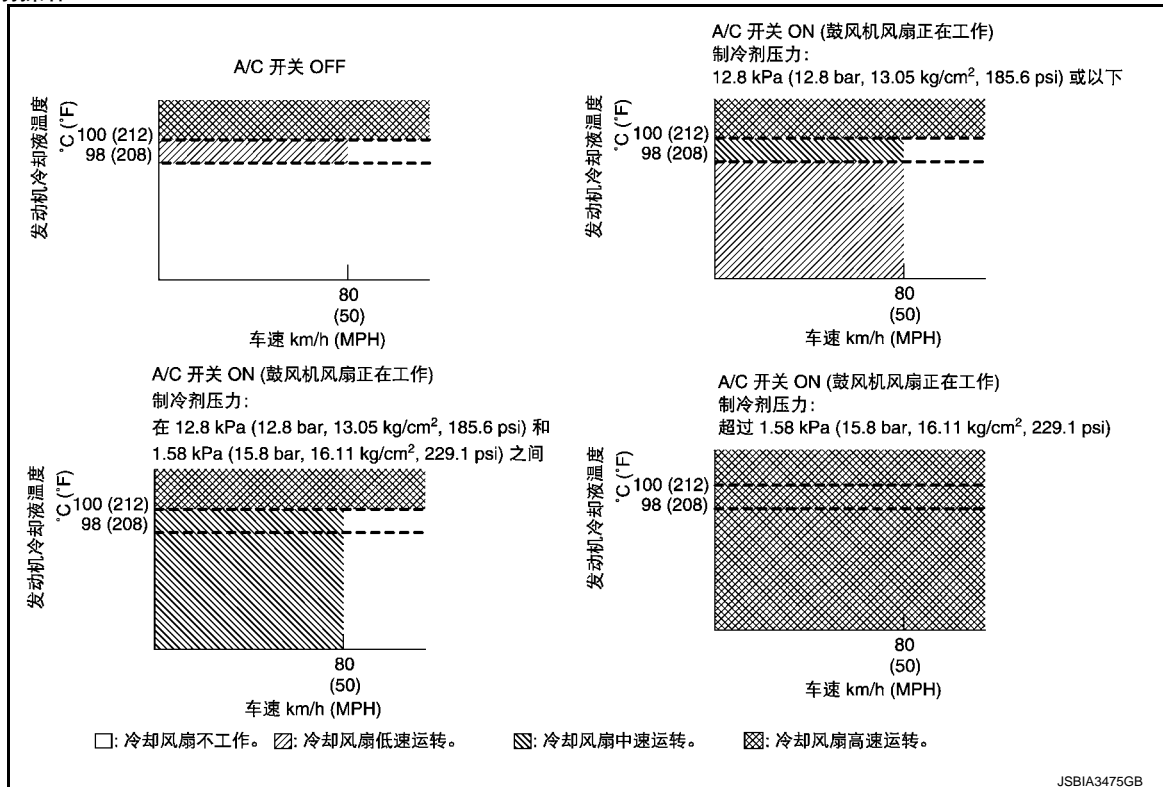 A/C 开关 OFF
发动机冷却液温度
°C (°F)
100 (212)
98 (208)
80
(50)
车速 km/h (MPH)
A/C 开关 ON (鼓风机风扇正在工作)
制冷剂压力:
12.8 kPa (12.8 bar, 13.05 kg/cm², 185.6 psi) 或以下
发动机冷却液温度
°C (°F)
100 (212)
98 (208)
80
(50)
车速 km/h (MPH)
A/C 开关 ON (鼓风机风扇正在工作)
制冷剂压力:
在 12.8 kPa (12.8 bar, 13.05 kg/cm², 185.6 psi) 和
1.58 kPa (15.8 bar, 16.11 kg/cm², 229.1 psi) 之间
发动机冷却液温度
°C (°F)
100 (212)
98 (208)
80
(50)
车速 km/h (MPH)
A/C 开关 ON (鼓风机风扇正在工作)
制冷剂压力:
超过 1.58 kPa (15.8 bar, 16.11 kg/cm², 229.1 psi)
发动机冷却液温度
°C (°F)
100 (212)
98 (208)
80
(50)
车速 km/h (MPH)
: 冷却风扇不工作。 : 冷却风扇低速运转。 : 冷却风扇中速运转。 : 冷却风扇高速运转。
JSBIA3475GB